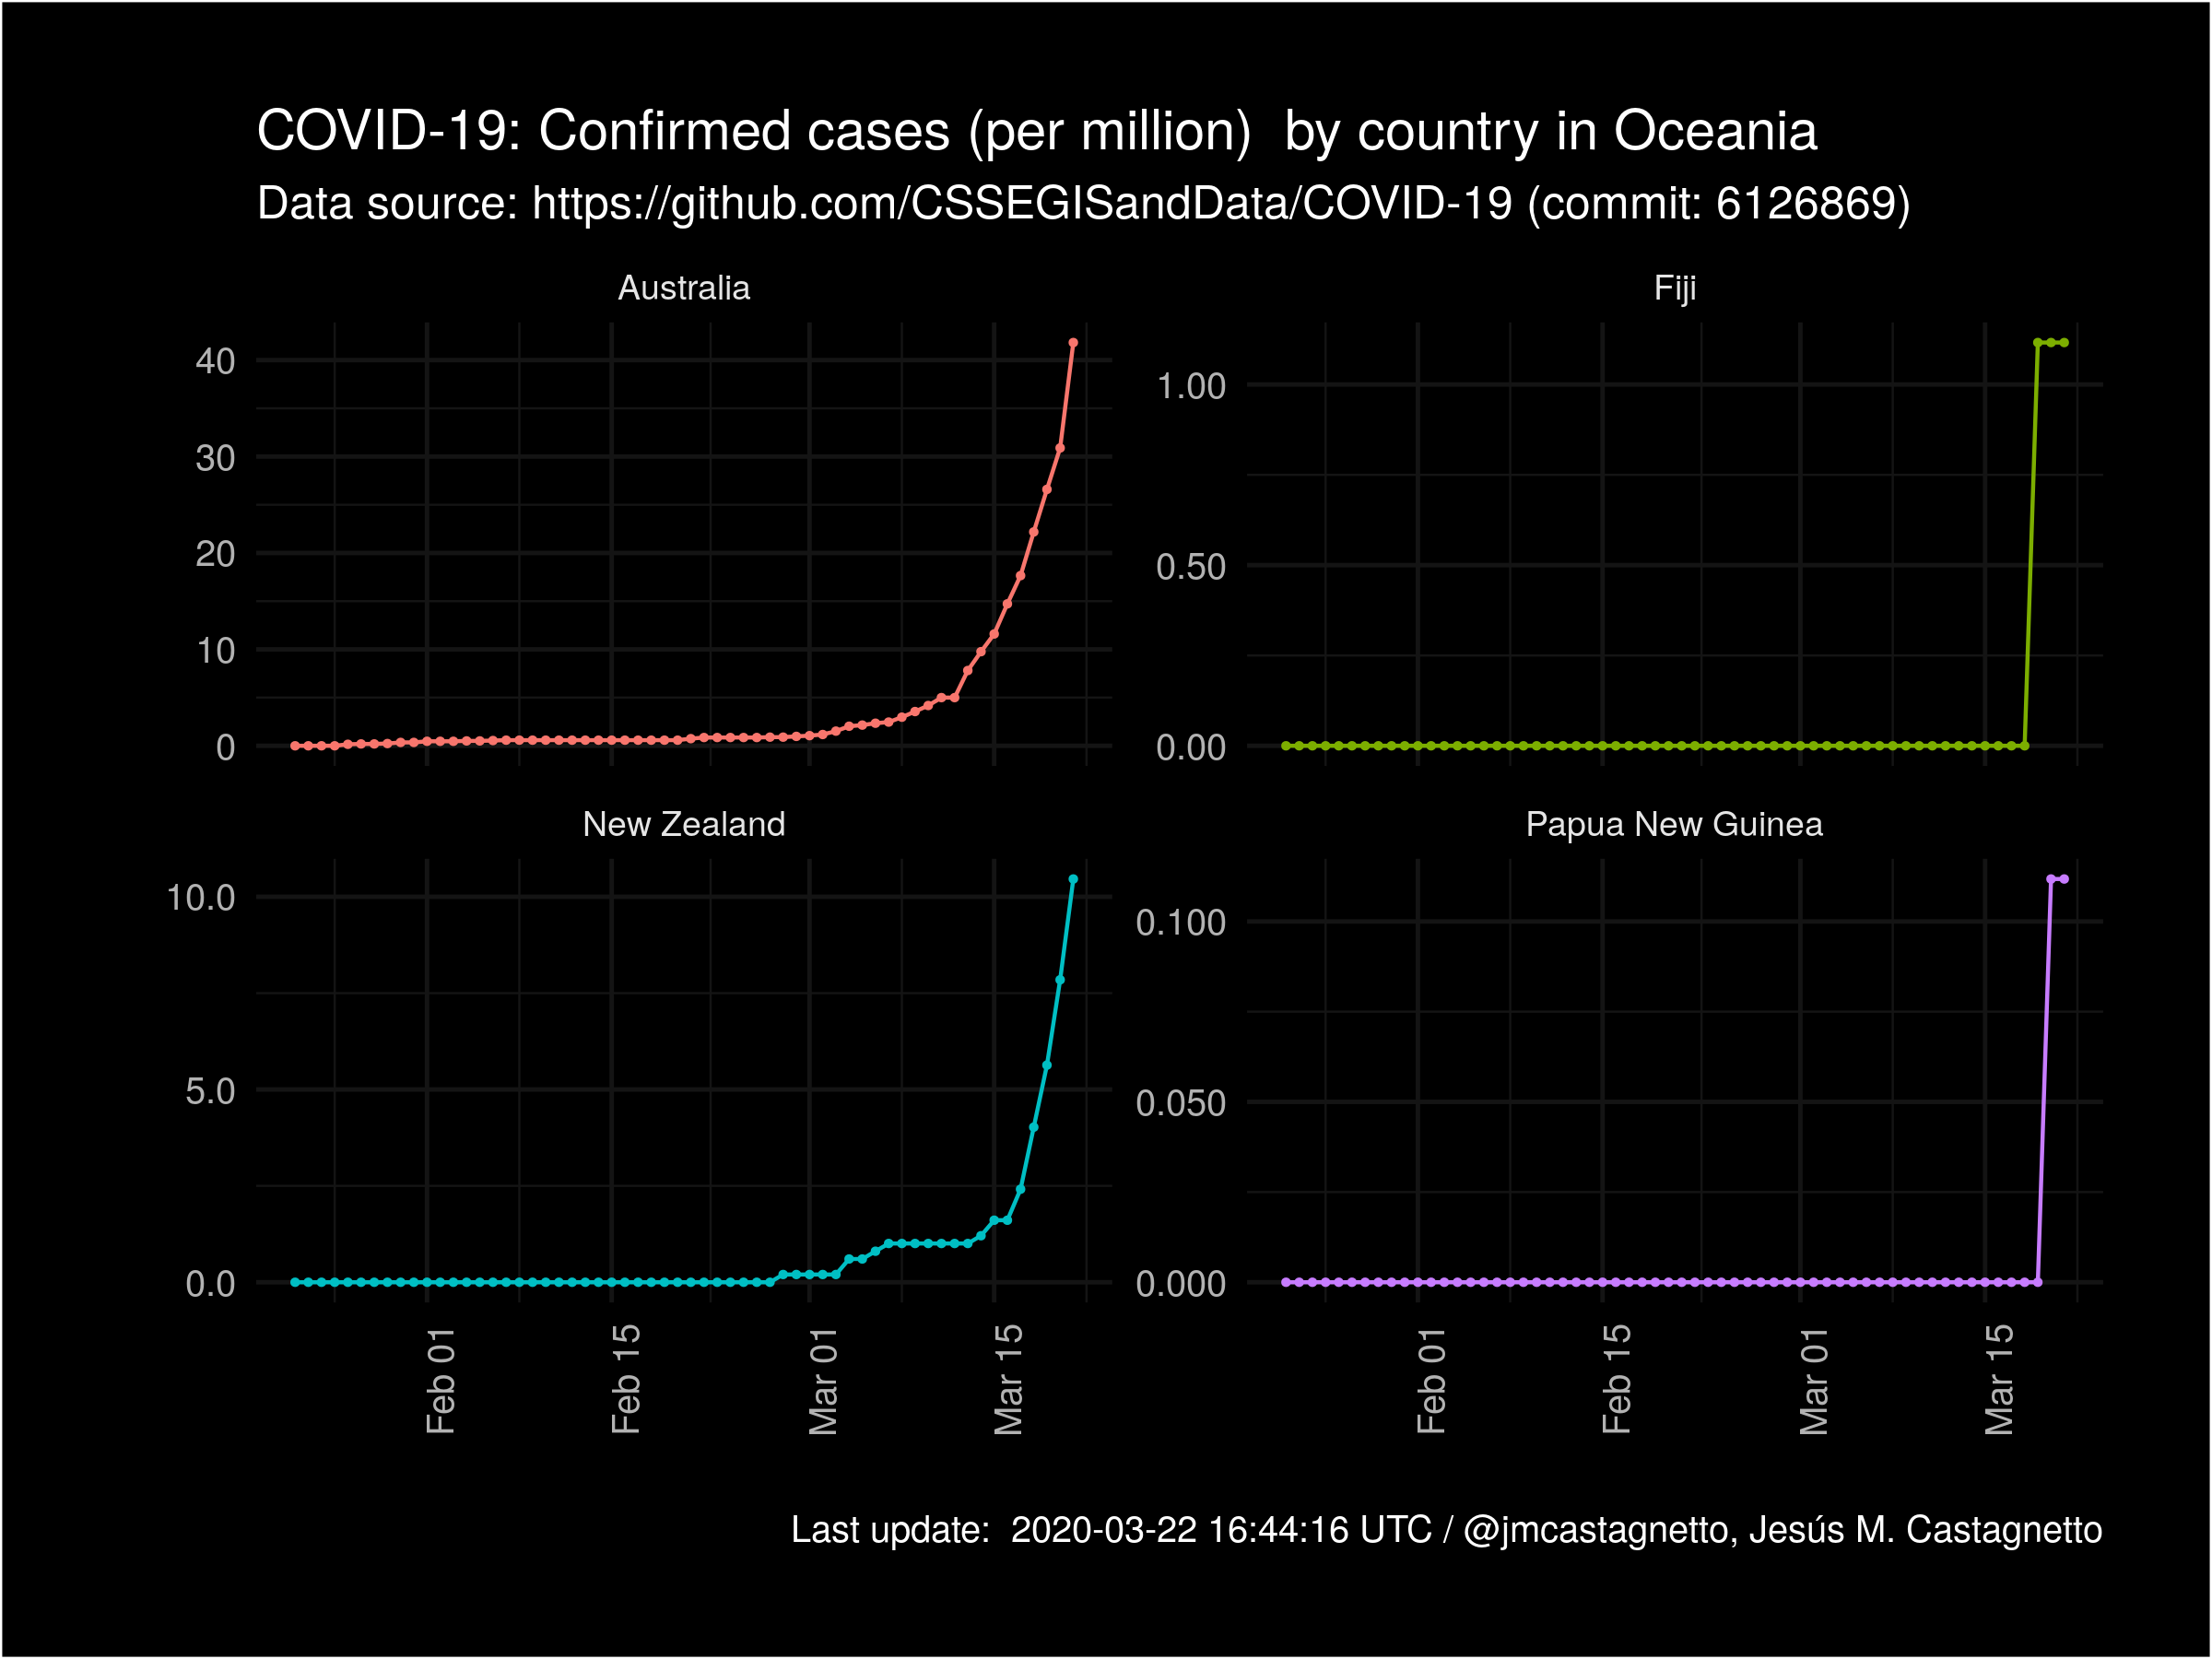 COVID-19: Confirmed cases (per million)  by country in Oceania
Data source: https://github.com/CSSEGISandData/COVID-19 (commit: 6126869)
Australia
40
30
20
10
0
Fiji
1.00
0.50
0.00
New Zealand
10.0
5.0
0.0
Feb 01
Feb 15
Mar 01
Mar 15
Papua New Guinea
0.100
0.050
0.000
Feb 01
Feb 15
Mar 01
Mar 15
Last update:  2020-03-22 16:44:16 UTC / @jmcastagnetto, Jesús M. Castagnetto